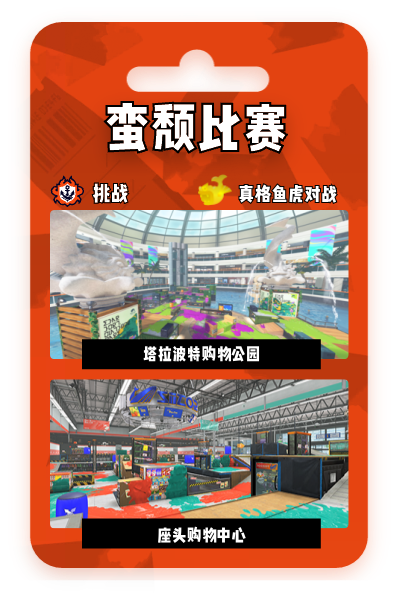 蛮颓比赛
挑战
真格鱼虎对战
塔拉波特购物公园
座头购物中心